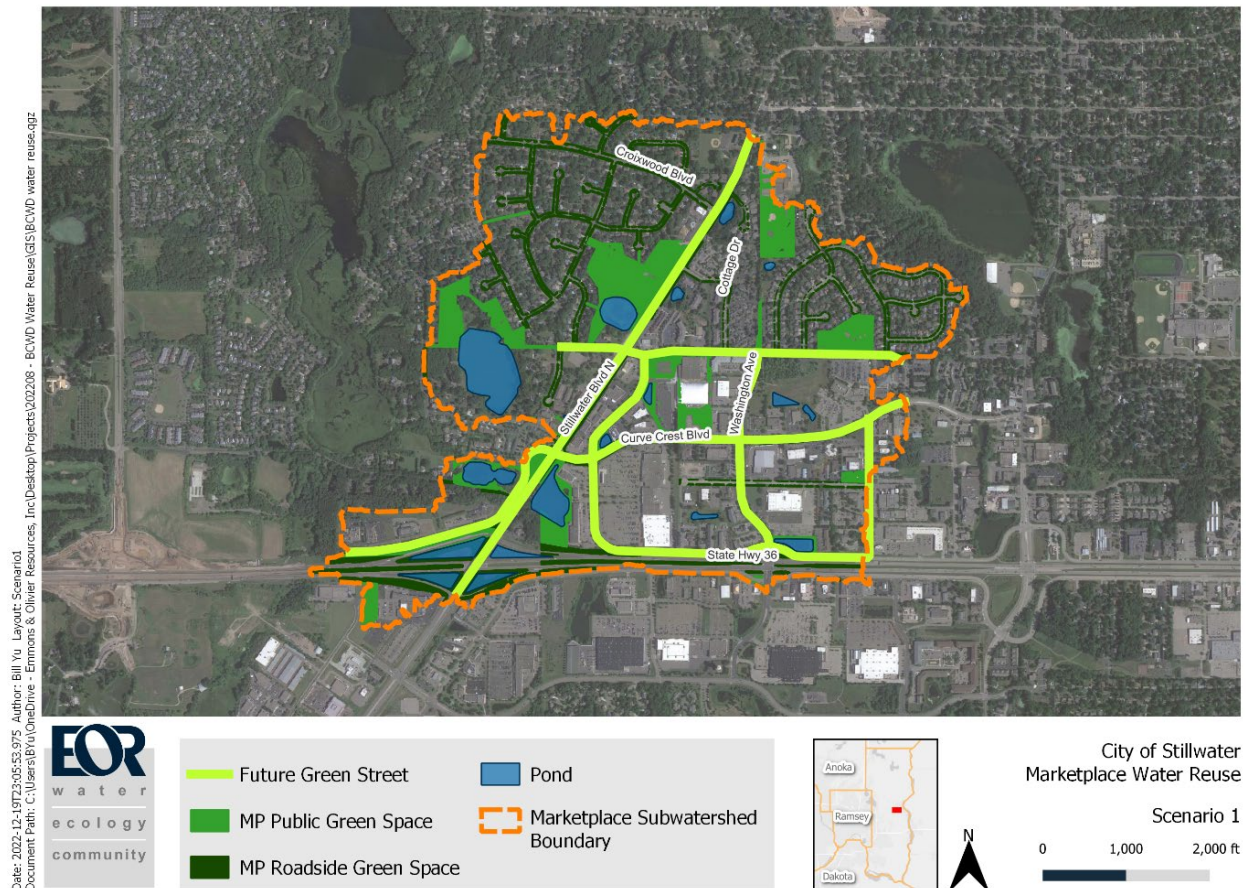 Croixwood Blvd
Cottage Dr
Stillwater Blvd N
Washington Ave
Curve Crest Blvd
State Hwy 36
Date: 2022-12-19T23:05:53.975 Author: Bill Yu Layout: Scenario1
Document Path: C:\Users\BYu\OneDrive - Emmons & Olivier Resources, Inc\Desktop\Projects\202208 - BCWD Water Reuse\GIS\BCWD water reuse.qgz
EOR
water
ecology
community
Future Green Street
MP Public Green Space
MP Roadside Green Space
Pond
Marketplace Subwatershed
Boundary
Anoka
Ramsey
Dakota
N
City of Stillwater
Marketplace Water Reuse
Scenario 1
0 1,000 2,000 ft